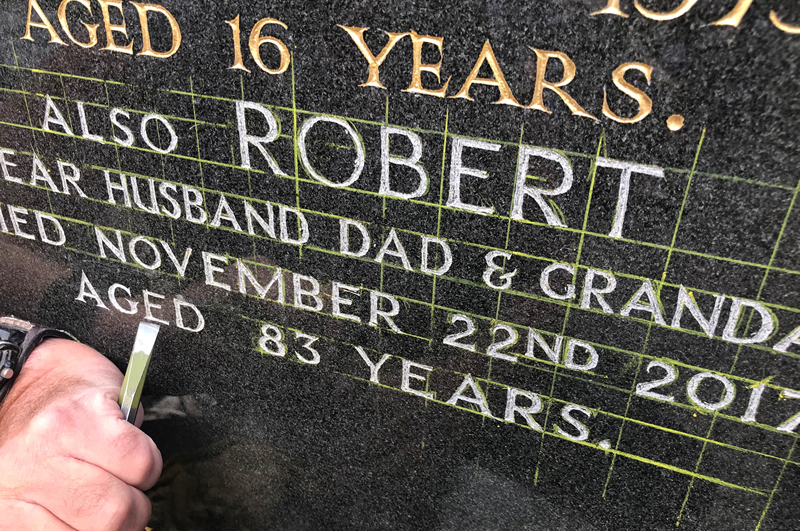 AGED 16 YEARS.
ALSO ROBERT
EAR HUSBAND DAD & GRANDA
IED NOVEMBER 22ND 2017
AGED 83 YEARS.